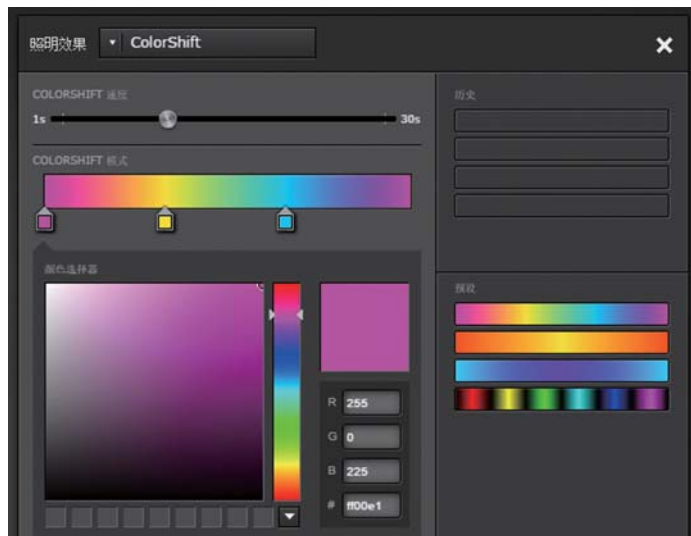 照明效果 ColorShift
COLORSHIFT 速度
1s 30s
COLORSHIFT 模式
颜色选择器
R 255
G 0
B 225
# ff00e1
历史
预设